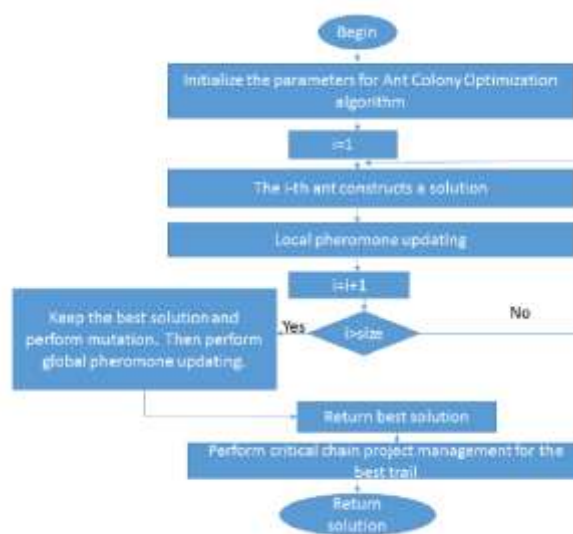 Begin
Initialize the parameters for Ant Colony Optimization
algorithm
i=1
The i-th ant constructs a solution
Local pheromone updating
i=i+1
Keep the best solution and
perform mutation. Then perform
global pheromone updating.
Yes
i>size
No
Return best solution
Perform critical chain project management for the
best trail
Return
solution